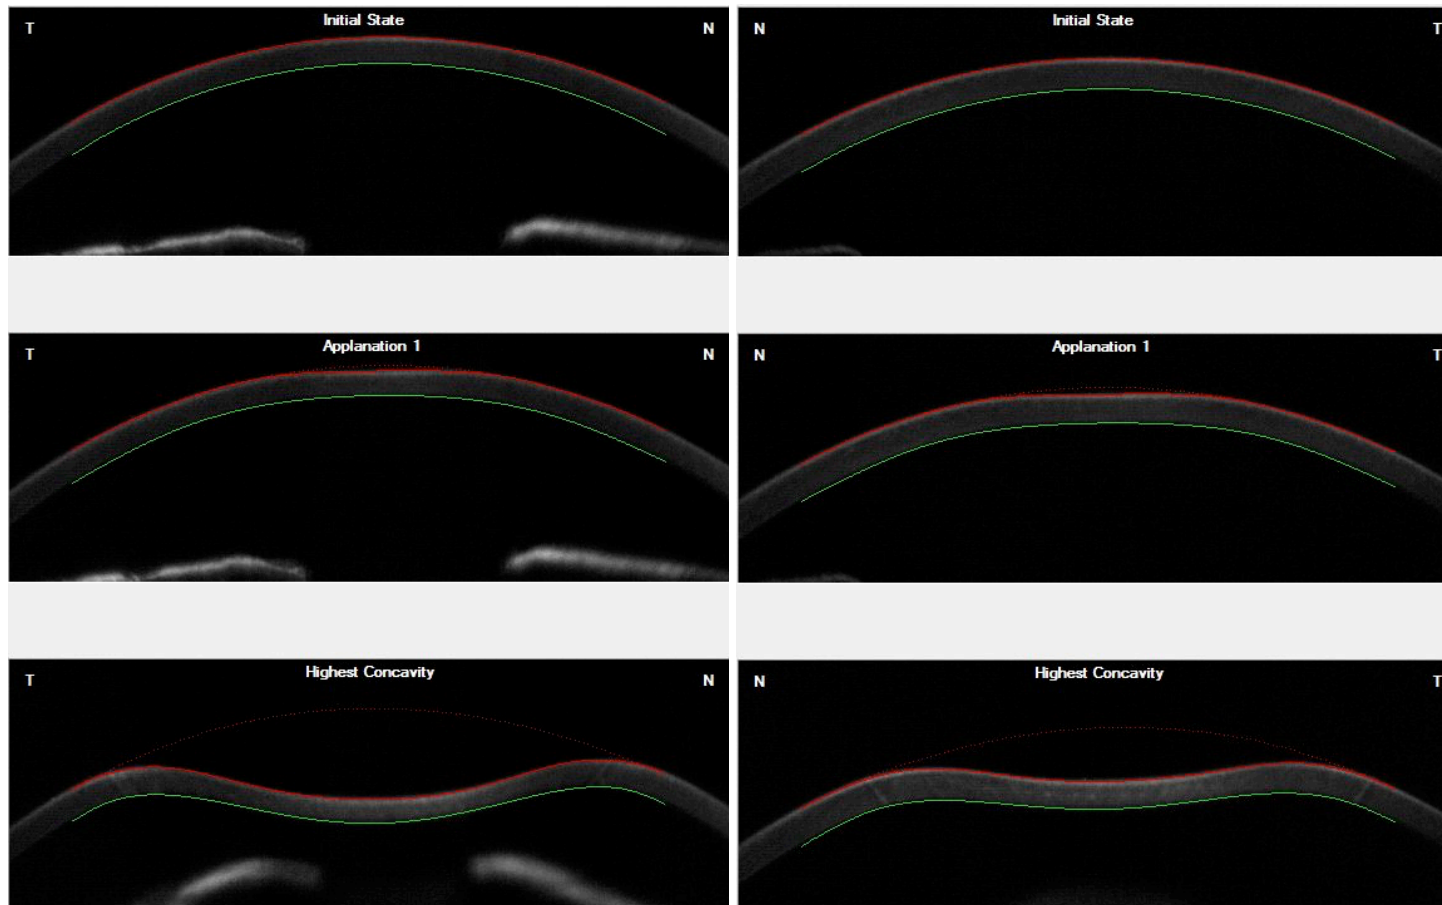 T Initial State N
N Initial State T
T Applanation 1 N
N Applanation 1 T
T Highest Concavity N
N Highest Concavity T